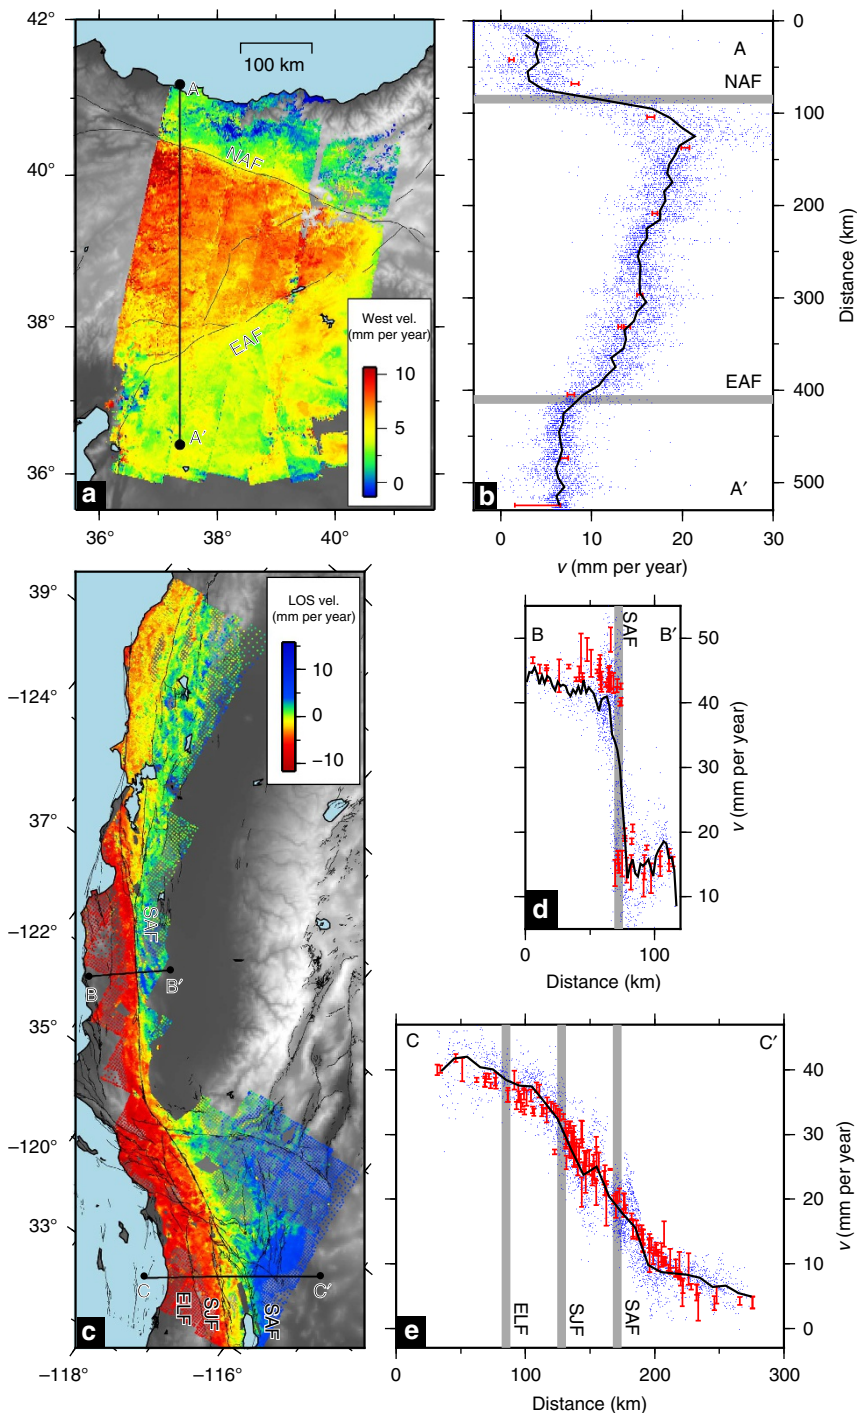 42°
40°
38°
36°
36°
38°
40°
100 km
A
NAF
EAF
A′
West vel.
(mm per year)
10
5
0
a
0
100
200
300
400
500
Distance (km)
A
NAF
EAF
A′
b
0
10
20
30
v (mm per year)
39°
−124°
37°
−122°
35°
−120°
33°
−118°
−116°
LOS vel.
(mm per year)
10
0
−10
SAF
B
B′
C
C′
ELF
SJF
SAF
c
B
SAF
B′
50
40
30
20
10
v (mm per year)
d
0
100
Distance (km)
C
C′
40
30
20
10
0
v (mm per year)
ELF
SJF
SAF
e
0
100
200
300
Distance (km)